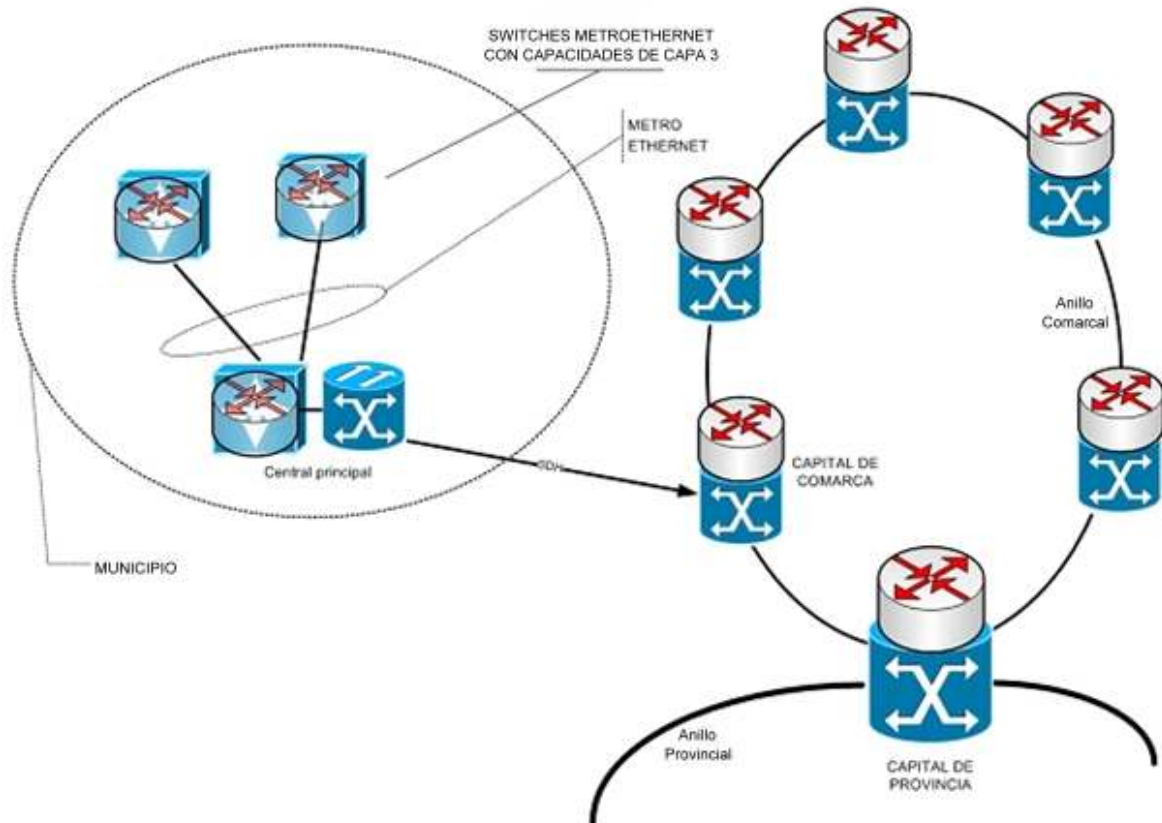 SWITCHES METROETHERNET
CON CAPACIDADES DE CAPA 3
METRO
ETHERNET
Anillo
Comarcal
Central principal
SDH
CAPITAL DE
COMARCA
MUNICIPIO
Anillo
Provincial
CAPITAL DE
PROVINCIA